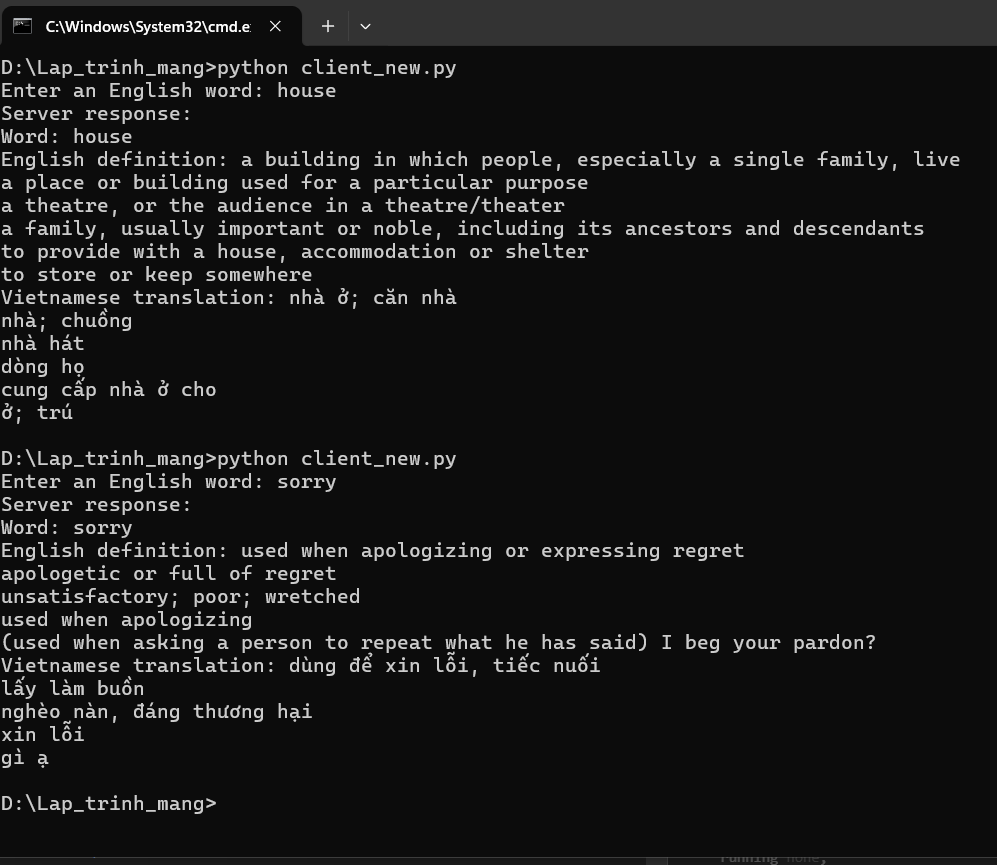 C:\Windows\System32\cmd.e
D:\Lap_trinh_mang>python client_new.py
Enter an English word: house
Server response:
Word: house
English definition: a building in which people, especially a single family, live
a place or building used for a particular purpose
a theatre, or the audience in a theatre/theater
a family, usually important or noble, including its ancestors and descendants
to provide with a house, accommodation or shelter
to store or keep somewhere
Vietnamese translation: nhà ở; căn nhà
nhà; chuồng
nhà hát
dòng họ
cung cấp nhà ở cho
ở; trú
D:\Lap_trinh_mang>python client_new.py
Enter an English word: sorry
Server response:
Word: sorry
English definition: used when apologizing or expressing regret
apologetic or full of regret
unsatisfactory; poor; wretched
used when apologizing
(used when asking a person to repeat what he has said) I beg your pardon?
Vietnamese translation: dùng để xin lỗi, tiếc nuối
lấy làm buồn
nghèo nàn, đáng thương hại
xin lỗi
gì ạ
D:\Lap_trinh_mang>